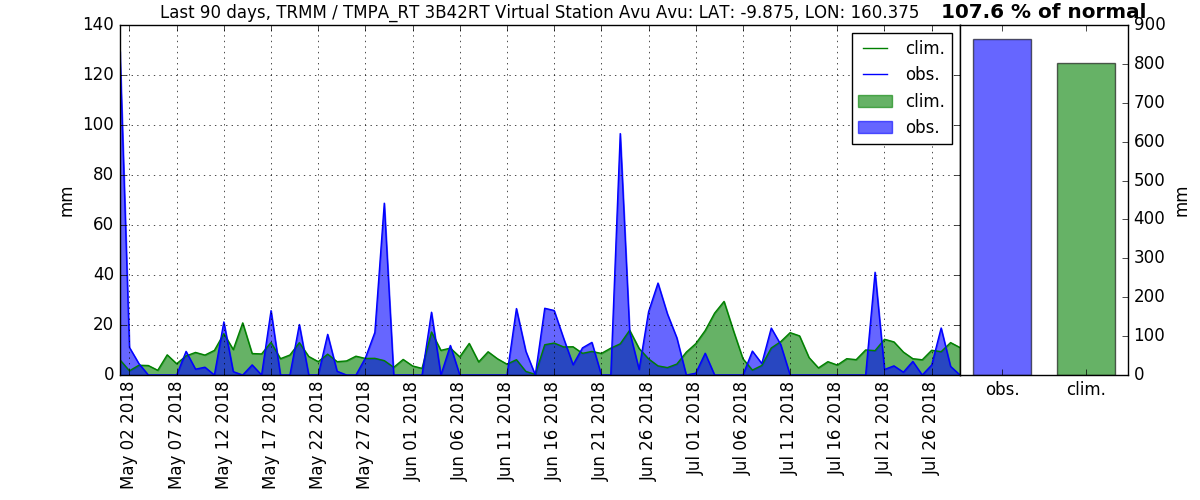 Last 90 days, TRMM / TMPA_RT 3B42RT Virtual Station Avu Avu: LAT: -9.875, LON: 160.375
107.6 % of normal
140
120
100
80
60
40
20
0
mm
clim.
obs.
clim.
obs.
900
800
700
600
500
400
300
200
100
0
mm
obs.
clim.
May 02 2018
May 07 2018
May 12 2018
May 17 2018
May 22 2018
May 27 2018
Jun 01 2018
Jun 06 2018
Jun 11 2018
Jun 16 2018
Jun 21 2018
Jun 26 2018
Jul 01 2018
Jul 06 2018
Jul 11 2018
Jul 16 2018
Jul 21 2018
Jul 26 2018